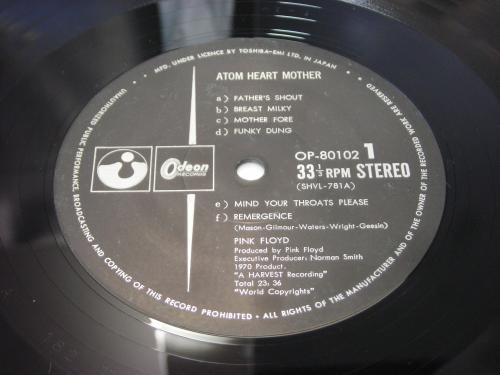 MFD. UNDER LICENCE BY TOSHIBA-EMI LTD. IN JAPAN
UNAUTHORIZED PUBLIC PERFORMANCE, BROADCASTING AND COPYING OF THIS RECORD PROHIBITED • ALL RIGHTS OF THE MANUFACTURER AND OF THE OWNER OF THE RECORDED WORK ARE RESERVED •
ATOM HEART MOTHER
a) FATHER'S SHOUT
b) BREAST MILKY
c) MOTHER FORE
d) FUNKY DUNG
Odeon
RECORDS
OP-80102 1
33 1/3 RPM STEREO
(SHVL-781A)
e) MIND YOUR THROATS PLEASE
f) REMERGENCE
(Mason-Gilmour-Waters-Wright-Geesin)
PINK FLOYD
Produced by Pink Floyd
Executive Producer: Norman Smith
1970 Product.
"A HARVEST Recording"
Total 23:36
"World Copyrights"